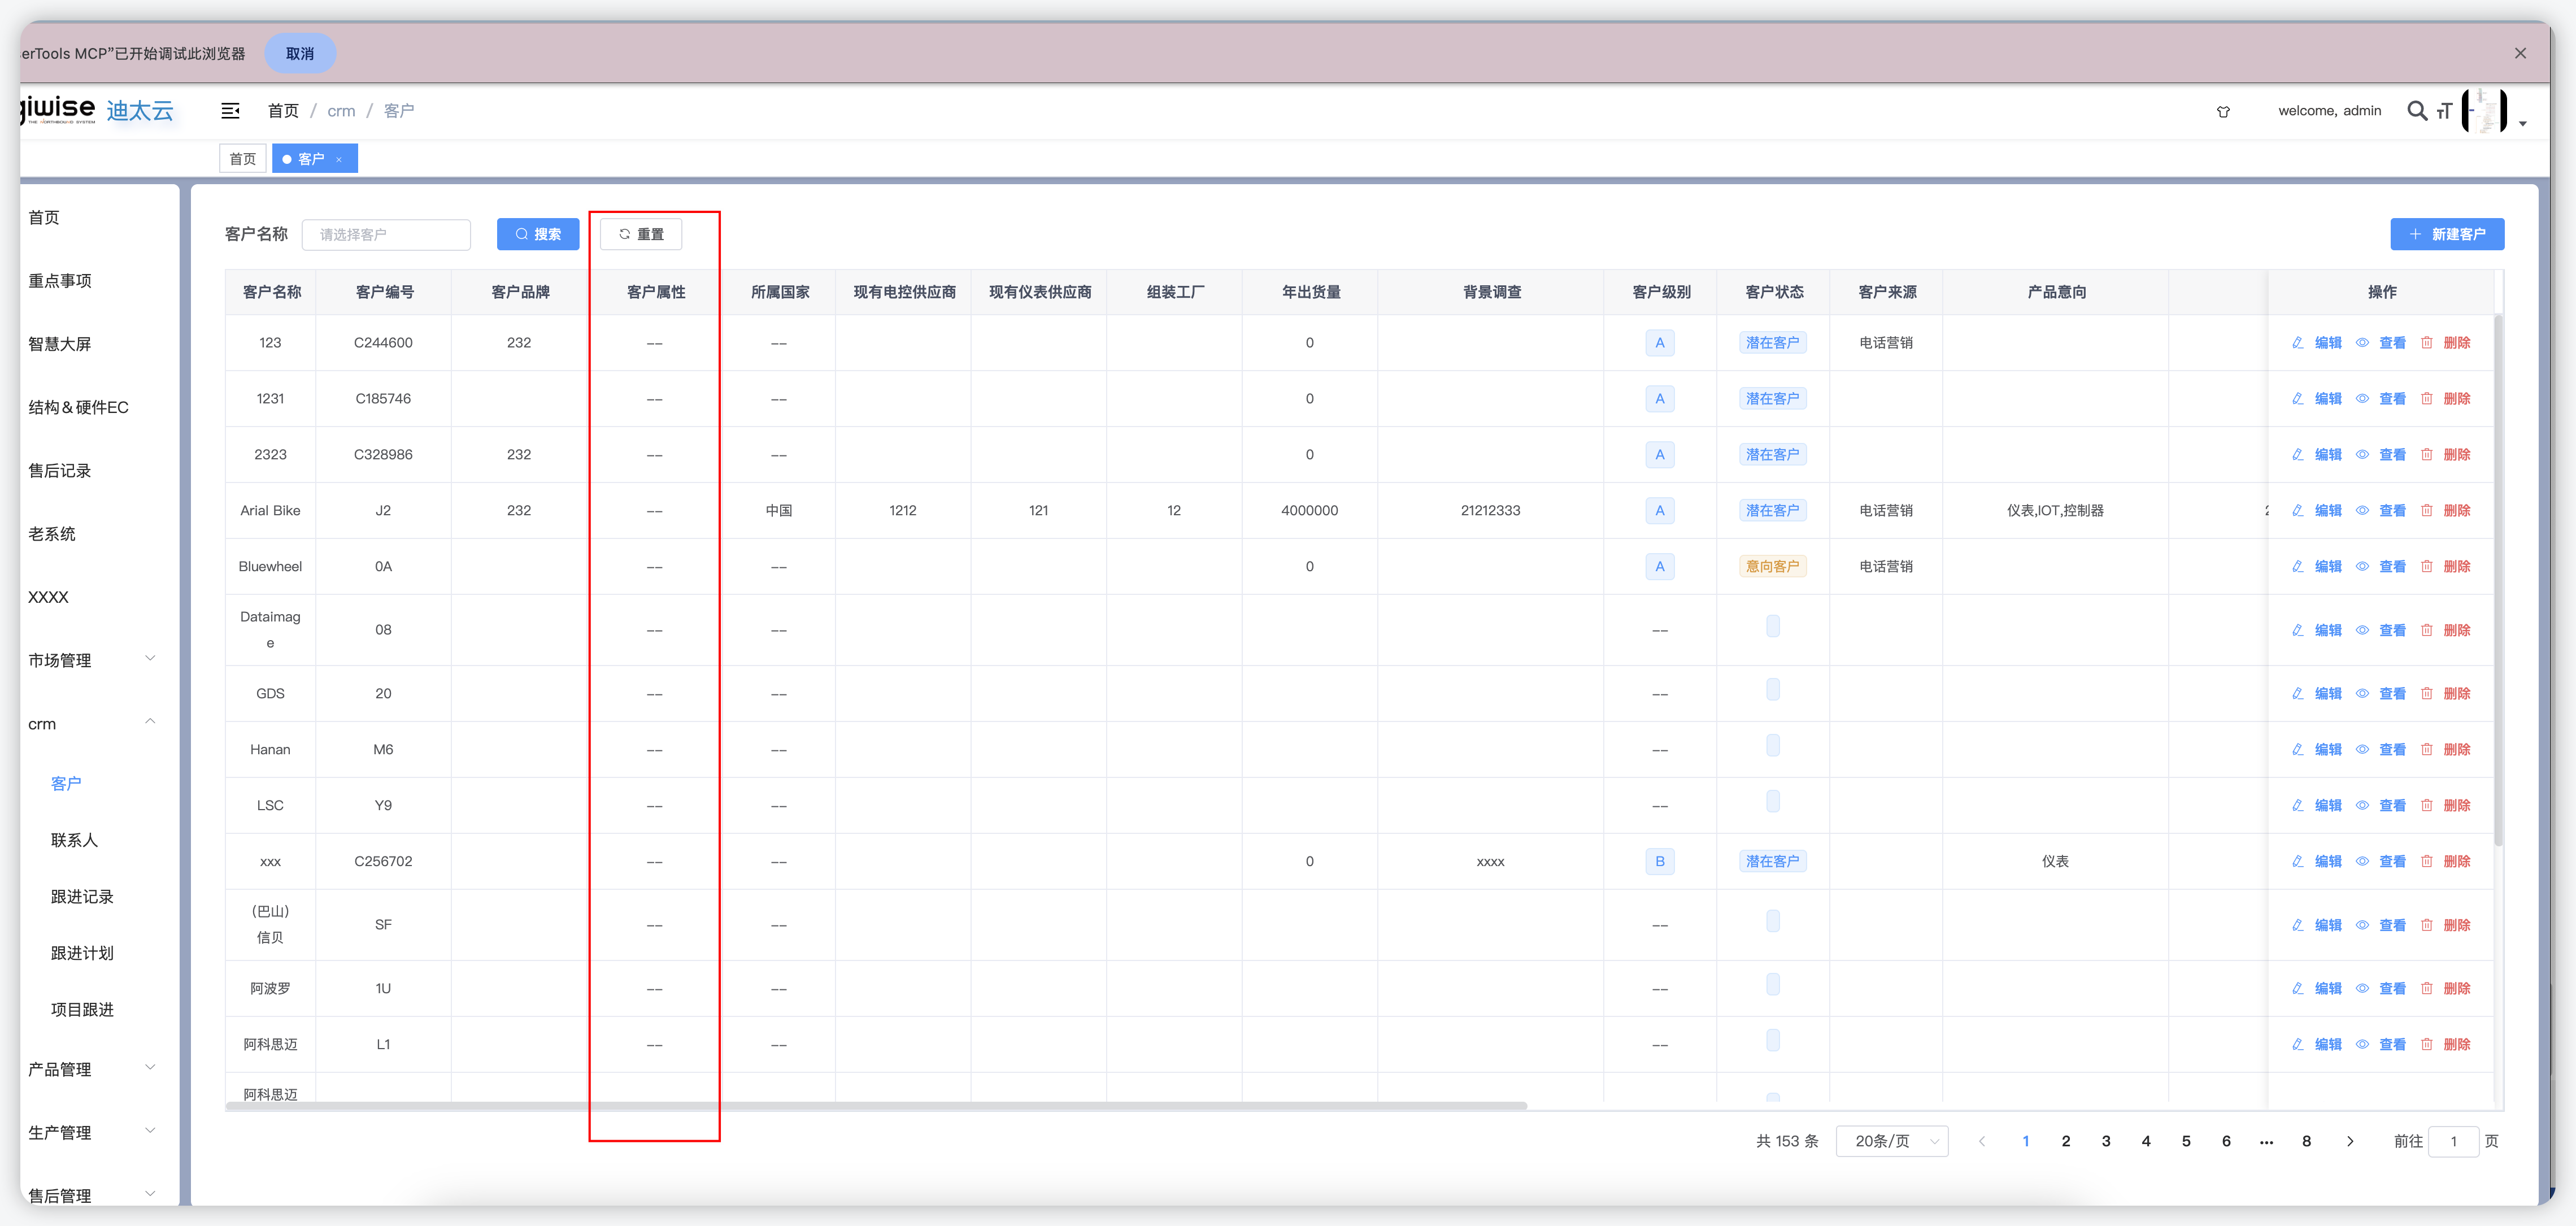 erTools MCP”已开始调试此浏览器 取消
giwise 迪太云 首页 / crm / 客户 welcome, admin
首页 客户 ×
首页
重点事项
智慧大屏
结构＆硬件EC
售后记录
老系统
XXXX
市场管理
crm
客户
联系人
跟进记录
跟进计划
项目跟进
产品管理
生产管理
售后管理
客户名称 请选择客户 搜索 重置 新建客户
客户名称 客户编号 客户品牌 客户属性 所属国家 现有电控供应商 现有仪表供应商 组装工厂 年出货量 背景调查 客户级别 客户状态 客户来源 产品意向 操作
123 C244600 232 -- -- 0 A 潜在客户 电话营销 编辑 查看 删除
1231 C185746 -- -- 0 A 潜在客户 编辑 查看 删除
2323 C328986 232 -- -- 0 A 潜在客户 编辑 查看 删除
Arial Bike J2 232 -- 中国 1212 121 12 4000000 21212333 A 潜在客户 电话营销 仪表,IOT,控制器 2 编辑 查看 删除
Bluewheel 0A -- -- 0 A 意向客户 电话营销 编辑 查看 删除
Dataimag
e 08 -- -- -- 编辑 查看 删除
GDS 20 -- -- -- 编辑 查看 删除
Hanan M6 -- -- -- 编辑 查看 删除
LSC Y9 -- -- -- 编辑 查看 删除
xxx C256702 -- -- 0 xxxx B 潜在客户 仪表 编辑 查看 删除
（巴山）
信贝 SF -- -- -- 编辑 查看 删除
阿波罗 1U -- -- -- 编辑 查看 删除
阿科思迈 L1 -- -- -- 编辑 查看 删除
阿科思迈
共 153 条 20条/页 1 2 3 4 5 6 ••• 8 前往 1 页